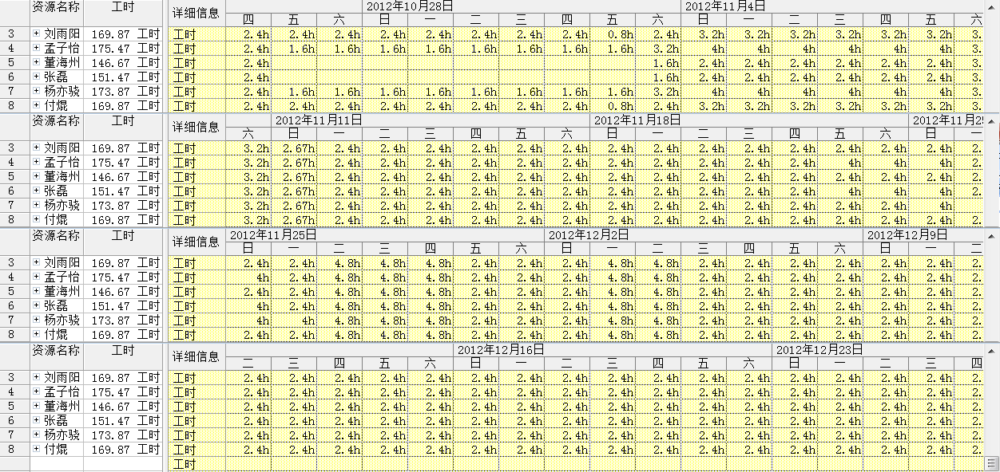 资源名称 工时 详细信息 2012年10月28日 2012年11月4日
四 五 六 日 一 二 三 四 五 六 日 一 二 三 四 五 六
3 刘雨阳 169.87 工时 工时 2.4h 2.4h 2.4h 2.4h 2.4h 2.4h 2.4h 2.4h 0.8h 2.4h 3.2h 3.2h 3.2h 3.2h 3.2h 3.2h 3.
4 孟子怡 175.47 工时 工时 2.4h 1.6h 1.6h 1.6h 1.6h 1.6h 1.6h 1.6h 1.6h 3.2h 4h 4h 4h 4h 4h 4h 3.
5 董海州 146.67 工时 工时 2.4h 1.6h 2.4h 2.4h 2.4h 2.4h 2.4h 2.4h 3.
6 张磊 151.47 工时 工时 2.4h 1.6h 2.4h 2.4h 2.4h 2.4h 2.4h 2.4h 3.
7 杨亦骁 173.87 工时 工时 2.4h 1.6h 1.6h 1.6h 1.6h 1.6h 1.6h 1.6h 1.6h 3.2h 4h 4h 4h 4h 4h 4h 3.
8 付焜 169.87 工时 工时 2.4h 2.4h 2.4h 2.4h 2.4h 2.4h 2.4h 2.4h 0.8h 2.4h 3.2h 3.2h 3.2h 3.2h 3.2h 3.2h 3.
资源名称 工时 详细信息 2012年11月11日 2012年11月18日 2012年11月25
六 日 一 二 三 四 五 六 日 一 二 三 四 五 六 日 一
3 刘雨阳 169.87 工时 工时 3.2h 2.67h 2.4h 2.4h 2.4h 2.4h 2.4h 2.4h 2.4h 2.4h 2.4h 2.4h 2.4h 2.4h 2.4h 2.4h 2.
4 孟子怡 175.47 工时 工时 3.2h 2.67h 2.4h 2.4h 2.4h 2.4h 2.4h 2.4h 2.4h 2.4h 2.4h 2.4h 2.4h 4h 4h 4h 2.
5 董海州 146.67 工时 工时 3.2h 2.67h 2.4h 2.4h 2.4h 2.4h 2.4h 2.4h 2.4h 2.4h 2.4h 2.4h 2.4h 2.4h 2.4h 2.4h 2.
6 张磊 151.47 工时 工时 3.2h 2.67h 2.4h 2.4h 2.4h 2.4h 2.4h 2.4h 2.4h 2.4h 2.4h 2.4h 2.4h 4h 4h 4h 2.
7 杨亦骁 173.87 工时 工时 3.2h 2.67h 2.4h 2.4h 2.4h 2.4h 2.4h 2.4h 2.4h 2.4h 2.4h 2.4h 2.4h 2.4h 2.4h 4h
8 付焜 169.87 工时 工时 3.2h 2.67h 2.4h 2.4h 2.4h 2.4h 2.4h 2.4h 2.4h 2.4h 2.4h 2.4h 2.4h 2.4h 2.4h 2.4h 2.
资源名称 工时 详细信息 2012年11月25日 2012年12月2日 2012年12月9日
日 一 二 三 四 五 六 日 一 二 三 四 五 六 日 一 二
3 刘雨阳 169.87 工时 工时 2.4h 2.4h 4.8h 4.8h 4.8h 2.4h 2.4h 2.4h 4.8h 4.8h 2.4h 2.4h 2.4h 2.4h 2.4h 2.4h 2.
4 孟子怡 175.47 工时 工时 4h 2.4h 4.8h 4.8h 4.8h 2.4h 2.4h 2.4h 4.8h 4.8h 2.4h 2.4h 2.4h 2.4h 2.4h 2.4h 2.
5 董海州 146.67 工时 工时 2.4h 2.4h 4.8h 4.8h 4.8h 2.4h 2.4h 2.4h 4.8h 4.8h 2.4h 2.4h 2.4h 2.4h 2.4h 2.4h 2.
6 张磊 151.47 工时 工时 4h 2.4h 4.8h 4.8h 4.8h 2.4h 2.4h 2.4h 4.8h 4.8h 2.4h 2.4h 2.4h 2.4h 2.4h 2.4h 2.
7 杨亦骁 173.87 工时 工时 4h 4h 4.8h 4.8h 4.8h 2.4h 2.4h 2.4h 4.8h 4.8h 2.4h 2.4h 2.4h 2.4h 2.4h 2.4h 2.
8 付焜 169.87 工时 工时 2.4h 2.4h 4.8h 4.8h 4.8h 2.4h 2.4h 2.4h 4.8h 4.8h 2.4h 2.4h 2.4h 2.4h 2.4h 2.4h 2.
资源名称 工时 详细信息 2012年12月16日 2012年12月23日
二 三 四 五 六 日 一 二 三 四 五 六 日 一 二 三 四
3 刘雨阳 169.87 工时 工时 2.4h 2.4h 2.4h 2.4h 2.4h 2.4h 2.4h 2.4h 2.4h 2.4h 2.4h 2.4h 2.4h 2.4h 2.4h 2.4h 2.
4 孟子怡 175.47 工时 工时 2.4h 2.4h 2.4h 2.4h 2.4h 2.4h 2.4h 2.4h 2.4h 2.4h 2.4h 2.4h 2.4h 2.4h 2.4h 2.4h 2.
5 董海州 146.67 工时 工时 2.4h 2.4h 2.4h 2.4h 2.4h 2.4h 2.4h 2.4h 2.4h 2.4h 2.4h 2.4h 2.4h 2.4h 2.4h 2.4h 2.
6 张磊 151.47 工时 工时 2.4h 2.4h 2.4h 2.4h 2.4h 2.4h 2.4h 2.4h 2.4h 2.4h 2.4h 2.4h 2.4h 2.4h 2.4h 2.4h 2.
7 杨亦骁 173.87 工时 工时 2.4h 2.4h 2.4h 2.4h 2.4h 2.4h 2.4h 2.4h 2.4h 2.4h 2.4h 2.4h 2.4h 2.4h 2.4h 2.4h 2.
8 付焜 169.87 工时 工时 2.4h 2.4h 2.4h 2.4h 2.4h 2.4h 2.4h 2.4h 2.4h 2.4h 2.4h 2.4h 2.4h 2.4h 2.4h 2.4h 2.
工时